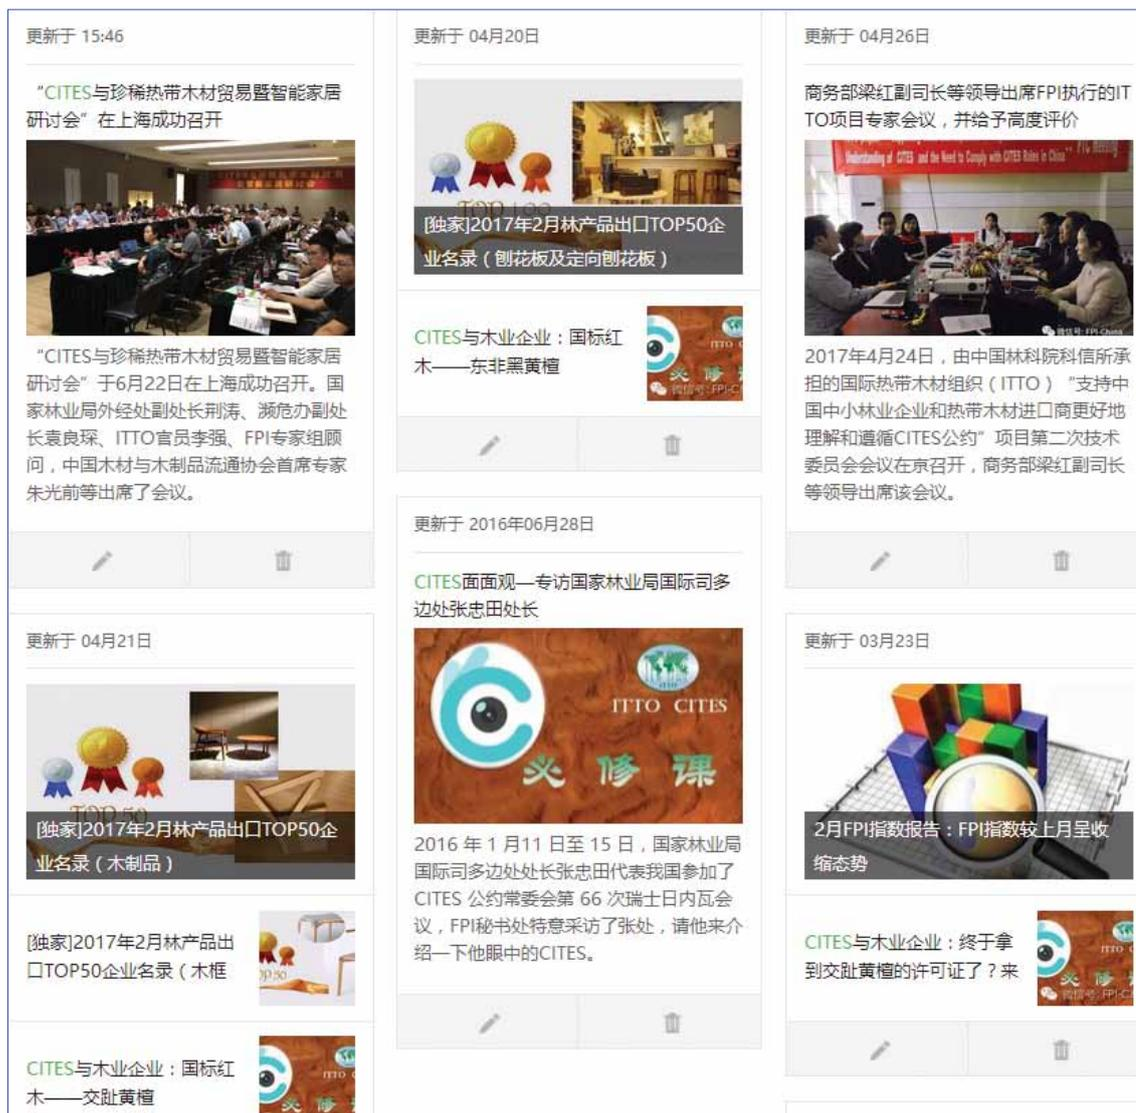 更新于 15:46
“CITES与珍稀热带木材贸易暨智能家居
研讨会”在上海成功召开
“CITES与珍稀热带木材贸易暨智能家居
研讨会”于6月22日在上海成功召开。国
家林业局外经处副处长荆涛、濒危办副处
长袁良琛、ITTO官员李强、FPI专家组顾
问，中国木材与木制品流通协会首席专家
朱光前等出席了会议。
更新于 04月21日
TOP 50
[独家]2017年2月林产品出口TOP50企
业名录（木制品）
[独家]2017年2月林产品出
口TOP50企业名录（木框
CITES与木业企业：国标红
木——交趾黄檀
更新于 04月20日
TOP 100
[独家]2017年2月林产品出口TOP50企
业名录（刨花板及定向刨花板）
CITES与木业企业：国标红
木——东非黑黄檀
更新于 2016年06月28日
CITES面面观—专访国家林业局国际司多
边处张忠田处长
ITTO CITES
必修课
2016 年 1 月11 日至 15 日，国家林业局
国际司多边处处长张忠田代表我国参加了
CITES 公约常委会第 66 次瑞士日内瓦会
议，FPI秘书处特意采访了张处，请他来介
绍一下他眼中的CITES。
更新于 04月26日
商务部梁红副司长等领导出席FPI执行的IT
TO项目专家会议，并给予高度评价
Understanding of CITES and the Need to Comply with CITES Rules in China" PTC Meeting
微信号: FPI-China
2017年4月24日，由中国林科院科信所承
担的国际热带木材组织（ITTO）“支持中
国中小林业企业和热带木材进口商更好地
理解和遵循CITES公约”项目第二次技术
委员会会议在京召开，商务部梁红副司长
等领导出席该会议。
更新于 03月23日
2月FPI指数报告：FPI指数较上月呈收
缩态势
CITES与木业企业：终于拿
到交趾黄檀的许可证了？来